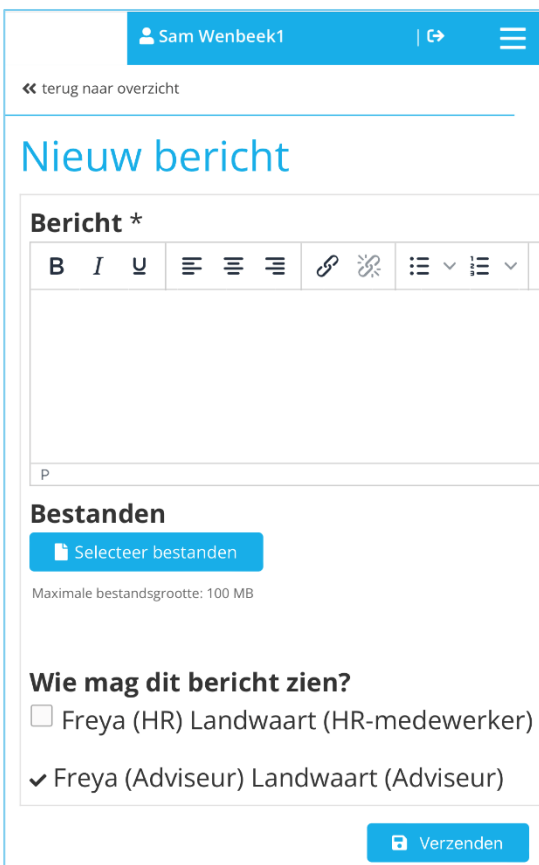 Sam Wenbeek1 |
terug naar overzicht
Nieuw bericht
Bericht *
B I U
P
Bestanden
Selecteer bestanden
Maximale bestandsgrootte: 100 MB
Wie mag dit bericht zien?
Freya (HR) Landwaart (HR-medewerker)
Freya (Adviseur) Landwaart (Adviseur)
Verzenden